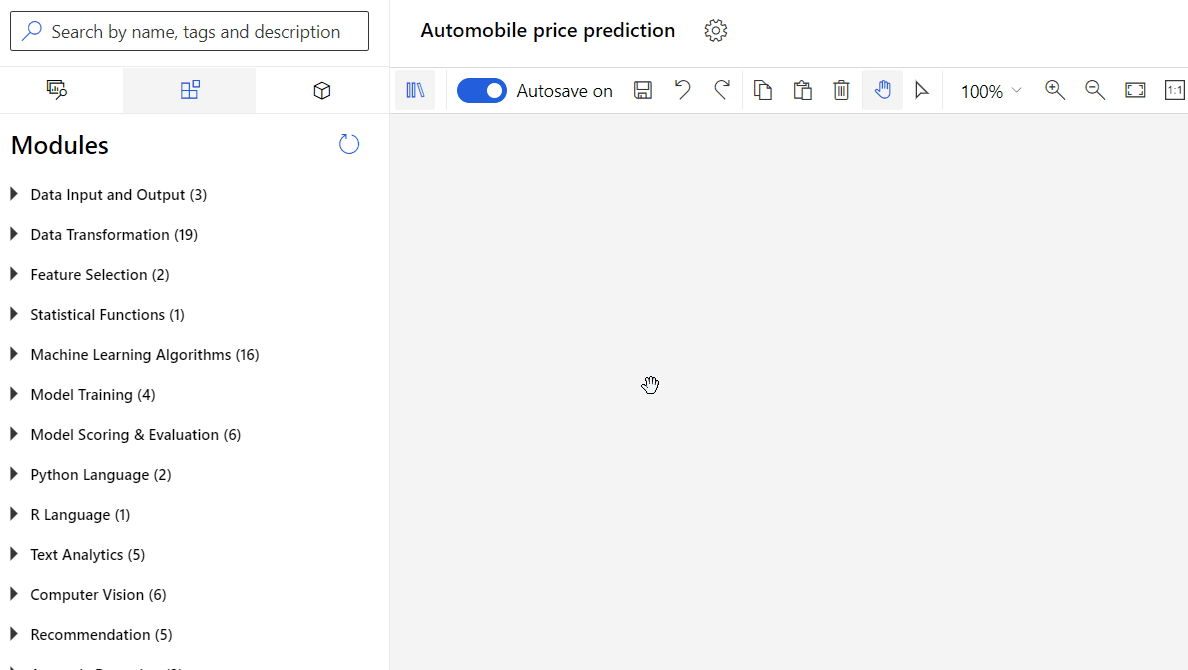 Search by name, tags and description
Automobile price prediction
Autosave on
100%
1:1
Modules
Data Input and Output (3)
Data Transformation (19)
Feature Selection (2)
Statistical Functions (1)
Machine Learning Algorithms (16)
Model Training (4)
Model Scoring & Evaluation (6)
Python Language (2)
R Language (1)
Text Analytics (5)
Computer Vision (6)
Recommendation (5)